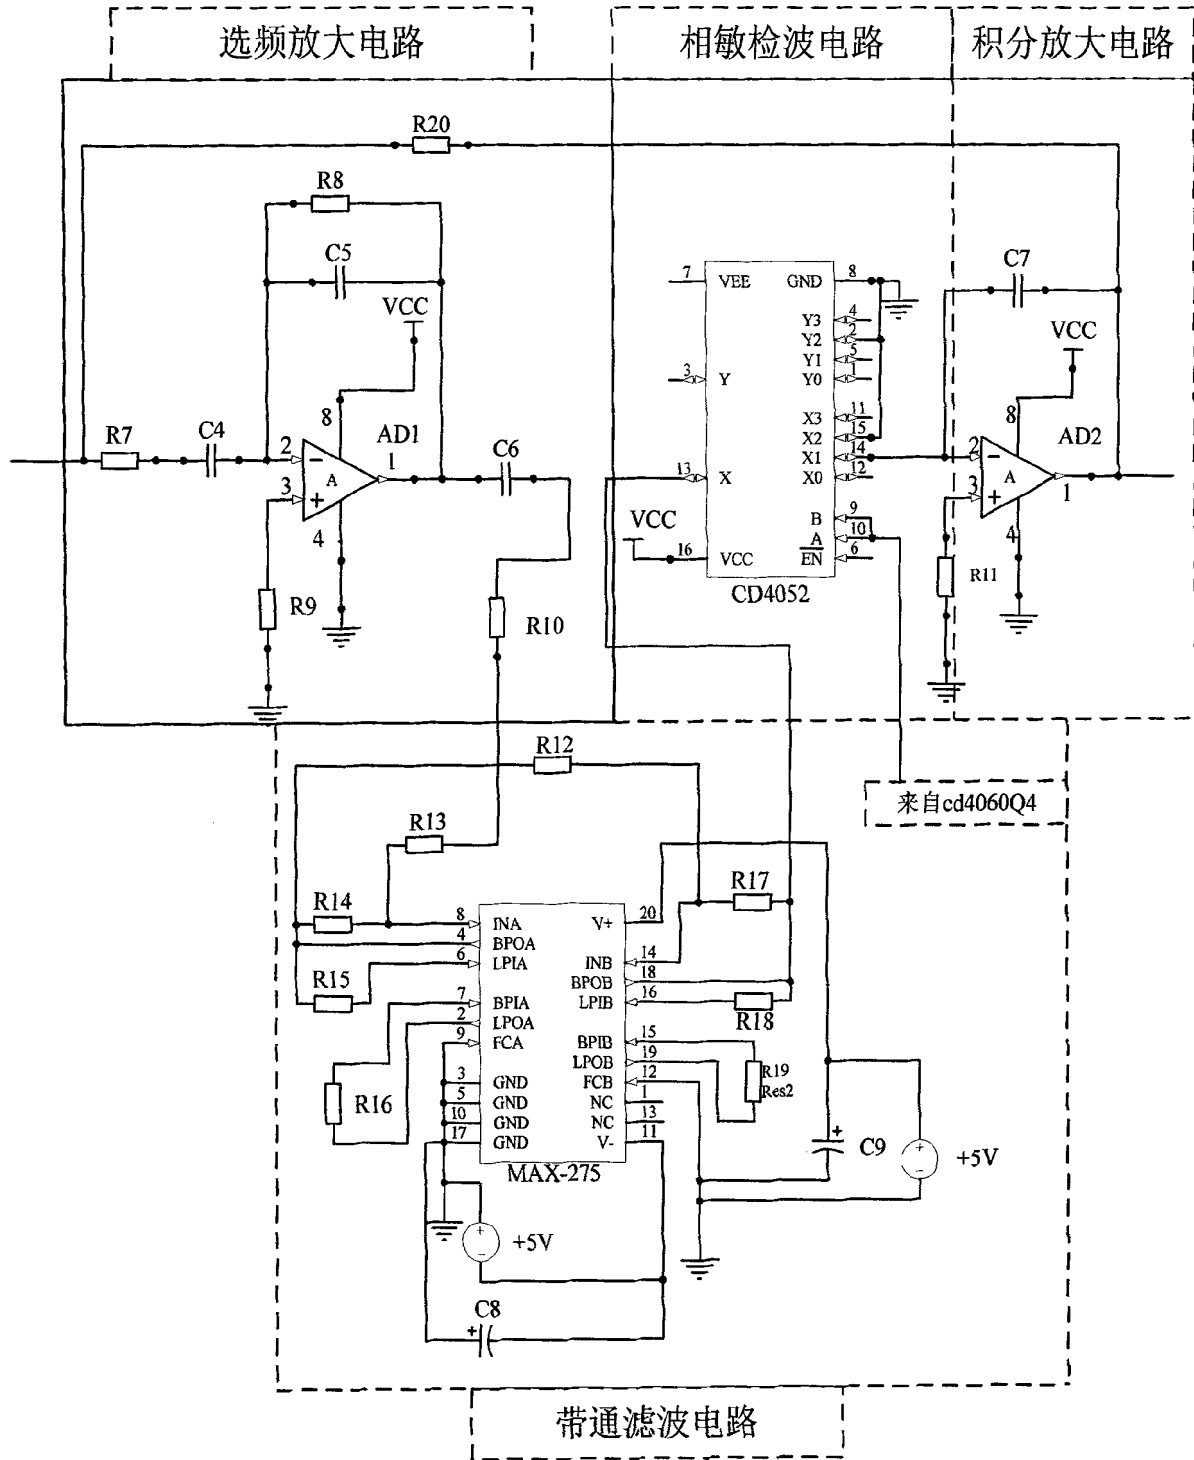 选频放大电路
相敏检波电路
积分放大电路
R20
R8
C5
VCC
R7
C4
2
3
8
4
A
AD1
1
C6
R9
R10
7
VEE
GND
8
Y3
4
Y2
2
Y1
5
Y0
1
3
Y
X3
11
X2
15
X1
14
X0
12
13
X
B
9
A
10
EN
6
VCC
16
VCC
CD4052
C7
VCC
8
2
3
A
4
AD2
1
R11
来自cd4060Q4
R12
R13
R14
R15
R16
8
INA
4
BPOA
6
LPIA
7
BPIA
2
LPOA
9
FCA
3
GND
5
GND
10
GND
17
GND
V+
20
INB
14
BPOB
18
LPIB
16
BPIB
15
LPOB
19
FCB
12
NC
1
NC
13
V-
11
MAX-275
R17
R18
R19
Res2
+
C9
+5V
+5V
C8
+
带通滤波电路